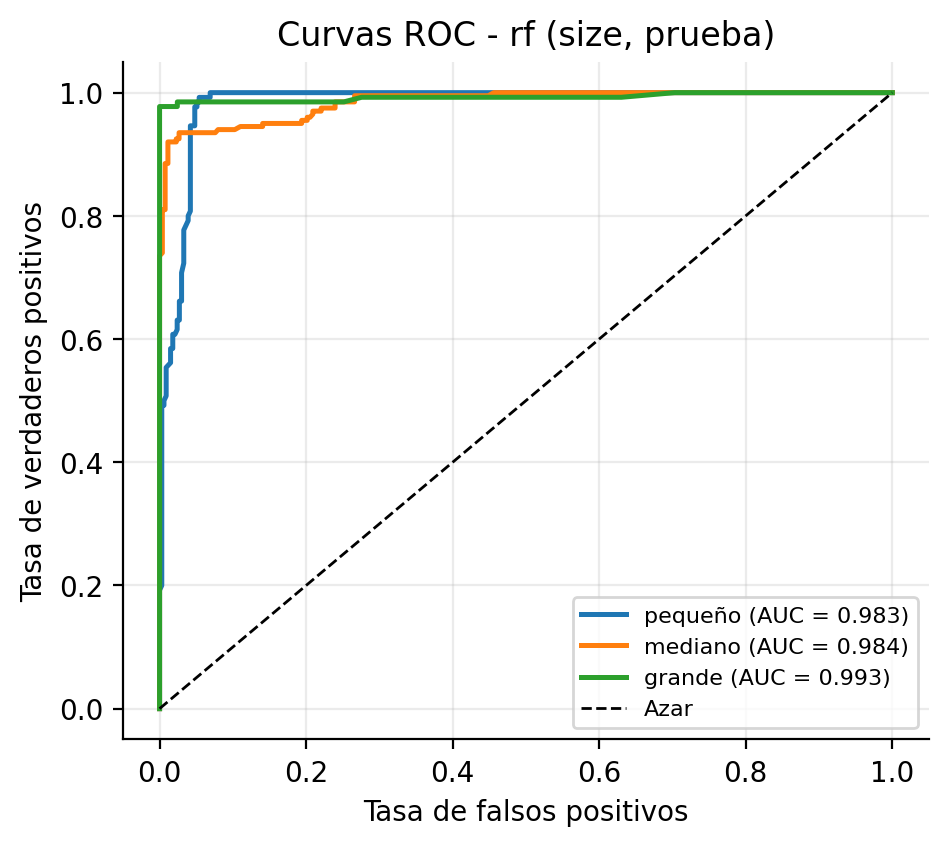 Curvas ROC - rf (size, prueba)
Tasa de verdaderos positivos
1.0
0.8
0.6
0.4
0.2
0.0
0.0 0.2 0.4 0.6 0.8 1.0
Tasa de falsos positivos
pequeño (AUC = 0.983)
mediano (AUC = 0.984)
grande (AUC = 0.993)
Azar